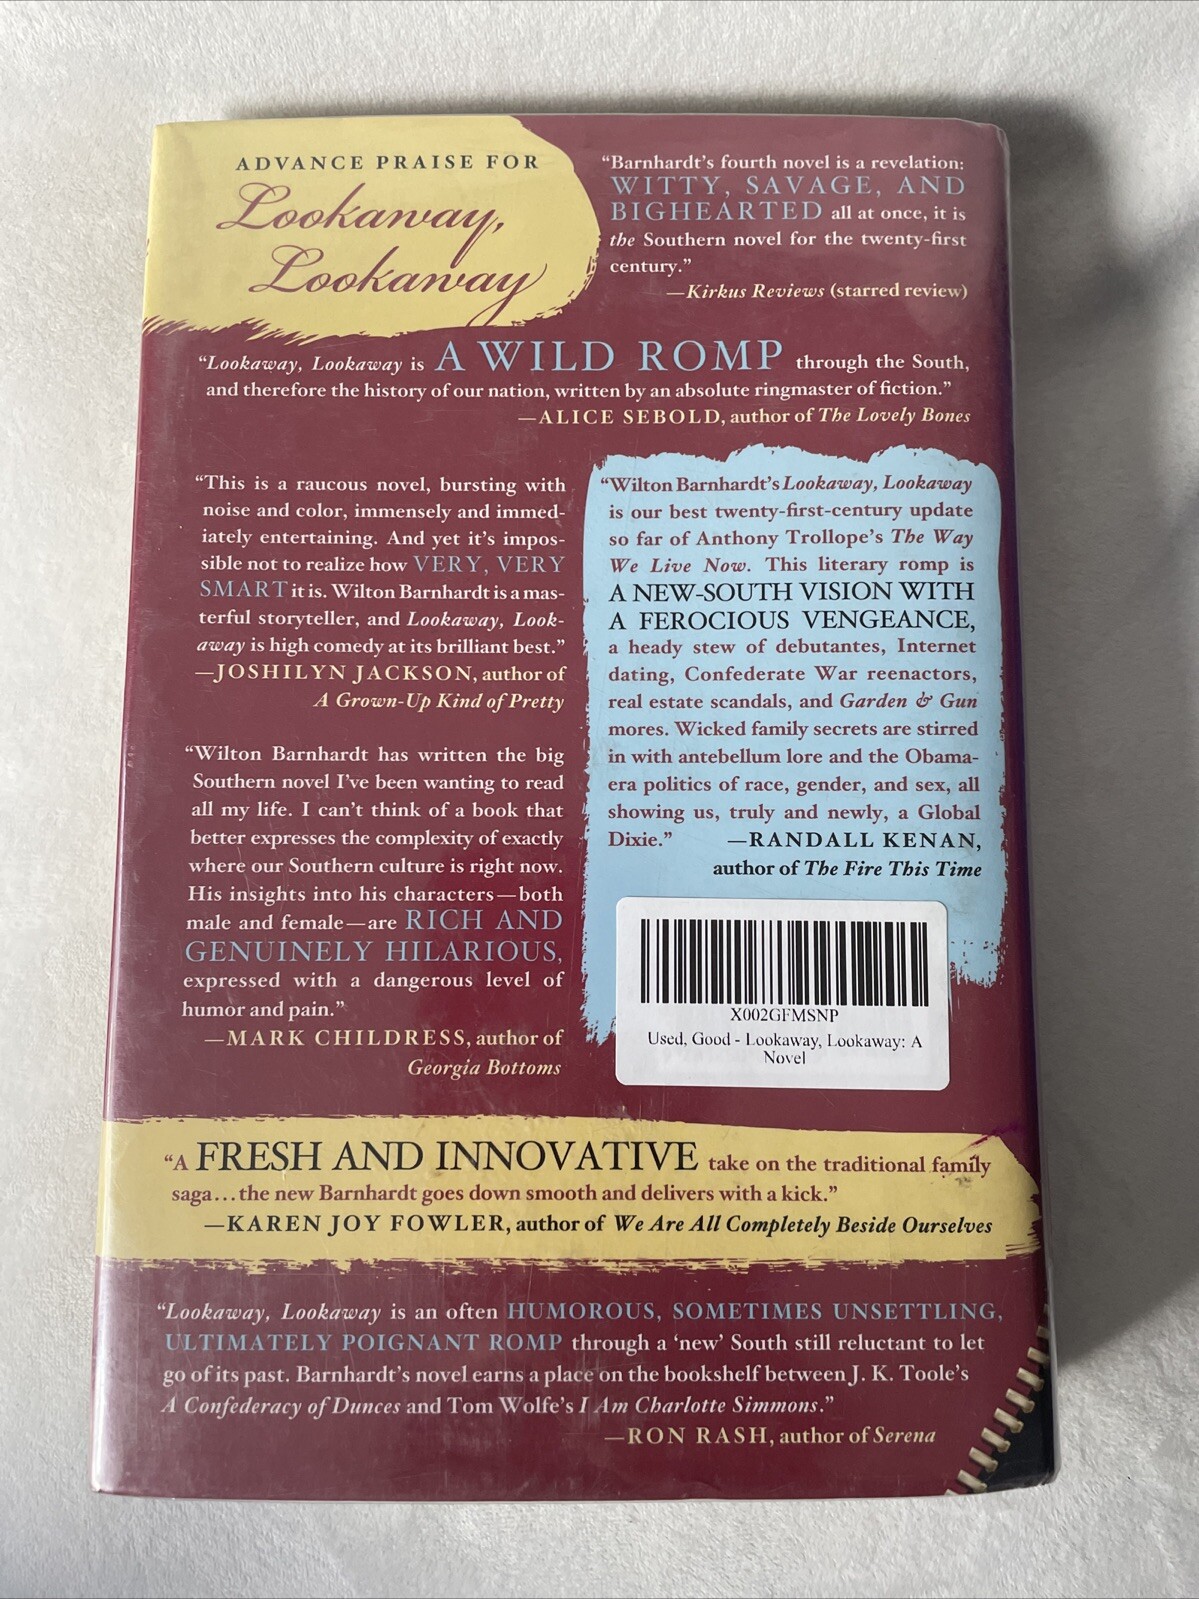 ADVANCE PRAISE FOR
Lookaway,
Lookaway
“Barnhardt’s fourth novel is a revelation:
WITTY, SAVAGE, AND
BIGHEARTED all at once, it is
the Southern novel for the twenty-first
century.”
—Kirkus Reviews (starred review)
“Lookaway, Lookaway is A WILD ROMP through the South,
and therefore the history of our nation, written by an absolute ringmaster of fiction.”
—ALICE SEBOLD, author of The Lovely Bones
“This is a raucous novel, bursting with
noise and color, immensely and immed-
iately entertaining. And yet it’s impos-
sible not to realize how VERY, VERY
SMART it is. Wilton Barnhardt is a mas-
terful storyteller, and Lookaway, Look-
away is high comedy at its brilliant best.”
—JOSHILYN JACKSON, author of
A Grown-Up Kind of Pretty
“Wilton Barnhardt has written the big
Southern novel I’ve been wanting to read
all my life. I can’t think of a book that
better expresses the complexity of exactly
where our Southern culture is right now.
His insights into his characters—both
male and female—are RICH AND
GENUINELY HILARIOUS,
expressed with a dangerous level of
humor and pain.”
—MARK CHILDRESS, author of
Georgia Bottoms
“Wilton Barnhardt’s Lookaway, Lookaway
is our best twenty-first-century update
so far of Anthony Trollope’s The Way
We Live Now. This literary romp is
A NEW-SOUTH VISION WITH
A FEROCIOUS VENGEANCE,
a heady stew of debutantes, Internet
dating, Confederate War reenactors,
real estate scandals, and Garden & Gun
mores. Wicked family secrets are stirred
in with antebellum lore and the Obama-
era politics of race, gender, and sex, all
showing us, truly and newly, a Global
Dixie.” —RANDALL KENAN,
author of The Fire This Time
X002GFMSNP
Used, Good - Lookaway, Lookaway: A
Novel
“A FRESH AND INNOVATIVE take on the traditional family
saga…the new Barnhardt goes down smooth and delivers with a kick.”
—KAREN JOY FOWLER, author of We Are All Completely Beside Ourselves
“Lookaway, Lookaway is an often HUMOROUS, SOMETIMES UNSETTLING,
ULTIMATELY POIGNANT ROMP through a ‘new’ South still reluctant to let
go of its past. Barnhardt’s novel earns a place on the bookshelf between J. K. Toole’s
A Confederacy of Dunces and Tom Wolfe’s I Am Charlotte Simmons.”
—RON RASH, author of Serena